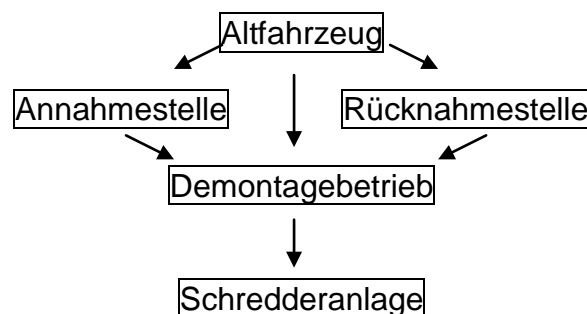 Altfahrzeug
Annahmestelle
Rücknahmestelle
Demontagebetrieb
Schredderanlage